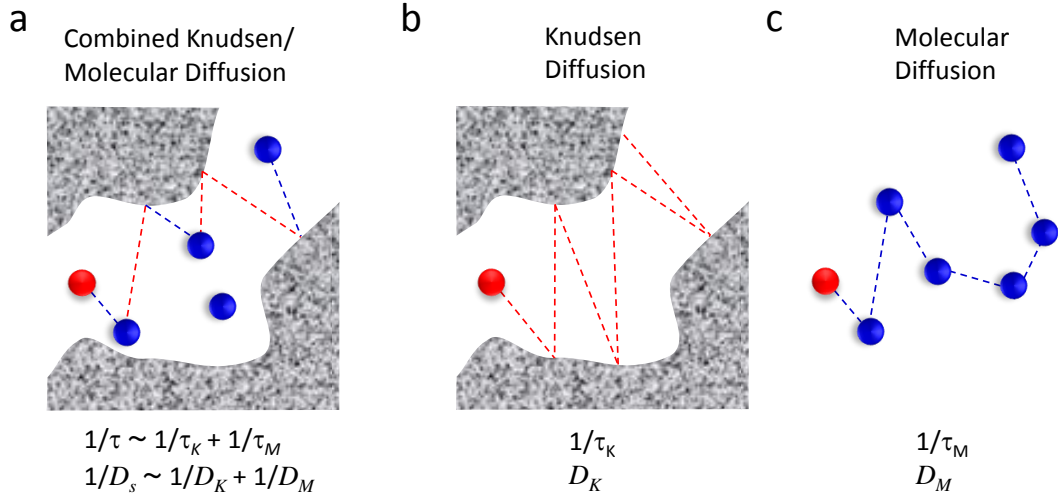 a
Combined Knudsen/
Molecular Diffusion
1/τ ~ 1/τK + 1/τM
1/Ds ~ 1/DK + 1/DM
b
Knudsen
Diffusion
1/τK
DK
c
Molecular
Diffusion
1/τM
DM